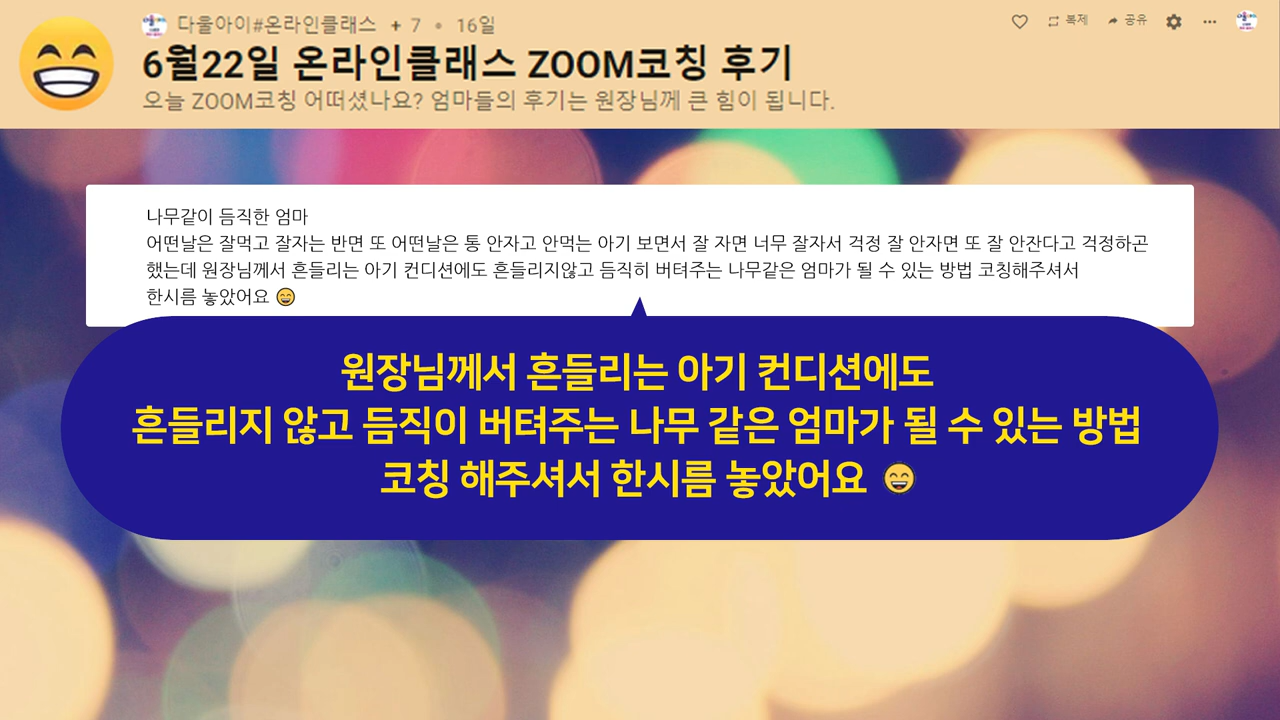 다울아이#온라인클래스 + 7 • 16일
복제 공유
6월22일 온라인클래스 ZOOM코칭 후기
오늘 ZOOM코칭 어떠셨나요? 엄마들의 후기는 원장님께 큰 힘이 됩니다.
나무같이 듬직한 엄마
어떤날은 잘먹고 잘자는 반면 또 어떤날은 통 안자고 안먹는 아기 보면서 잘 자면 너무 잘자서 걱정 잘 안자면 또 잘 안잔다고 걱정하곤
했는데 원장님께서 흔들리는 아기 컨디션에도 흔들리지않고 듬직히 버텨주는 나무같은 엄마가 될 수 있는 방법 코칭해주셔서
한시름 놓았어요 😄
원장님께서 흔들리는 아기 컨디션에도
흔들리지 않고 듬직이 버텨주는 나무 같은 엄마가 될 수 있는 방법
코칭 해주셔서 한시름 놓았어요 😄